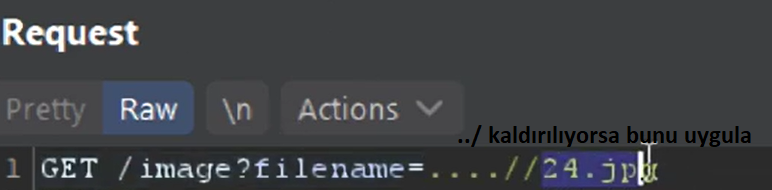 Request
Pretty Raw \n Actions
../ kaldırılıyorsa bunu uygula
1 GET /image?filename=....//24.jpg